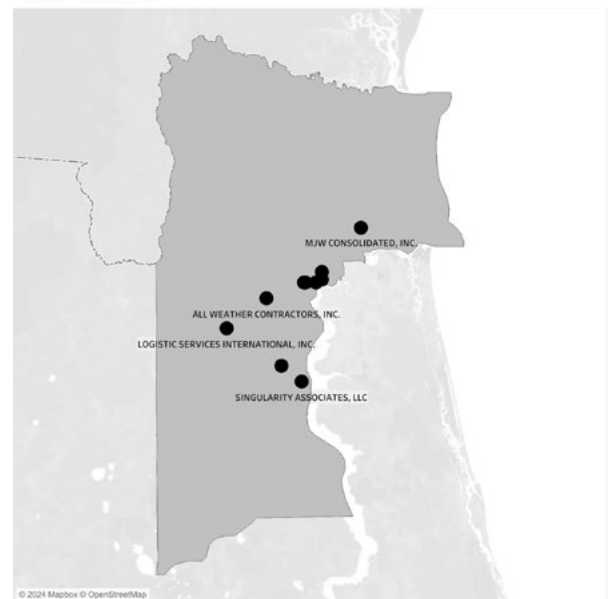 MJW CONSOLIDATED, INC.
ALL WEATHER CONTRACTORS, INC.
LOGISTIC SERVICES INTERNATIONAL, INC.
SINGULARITY ASSOCIATES, LLC
© 2024 Mapbox © OpenStreetMap